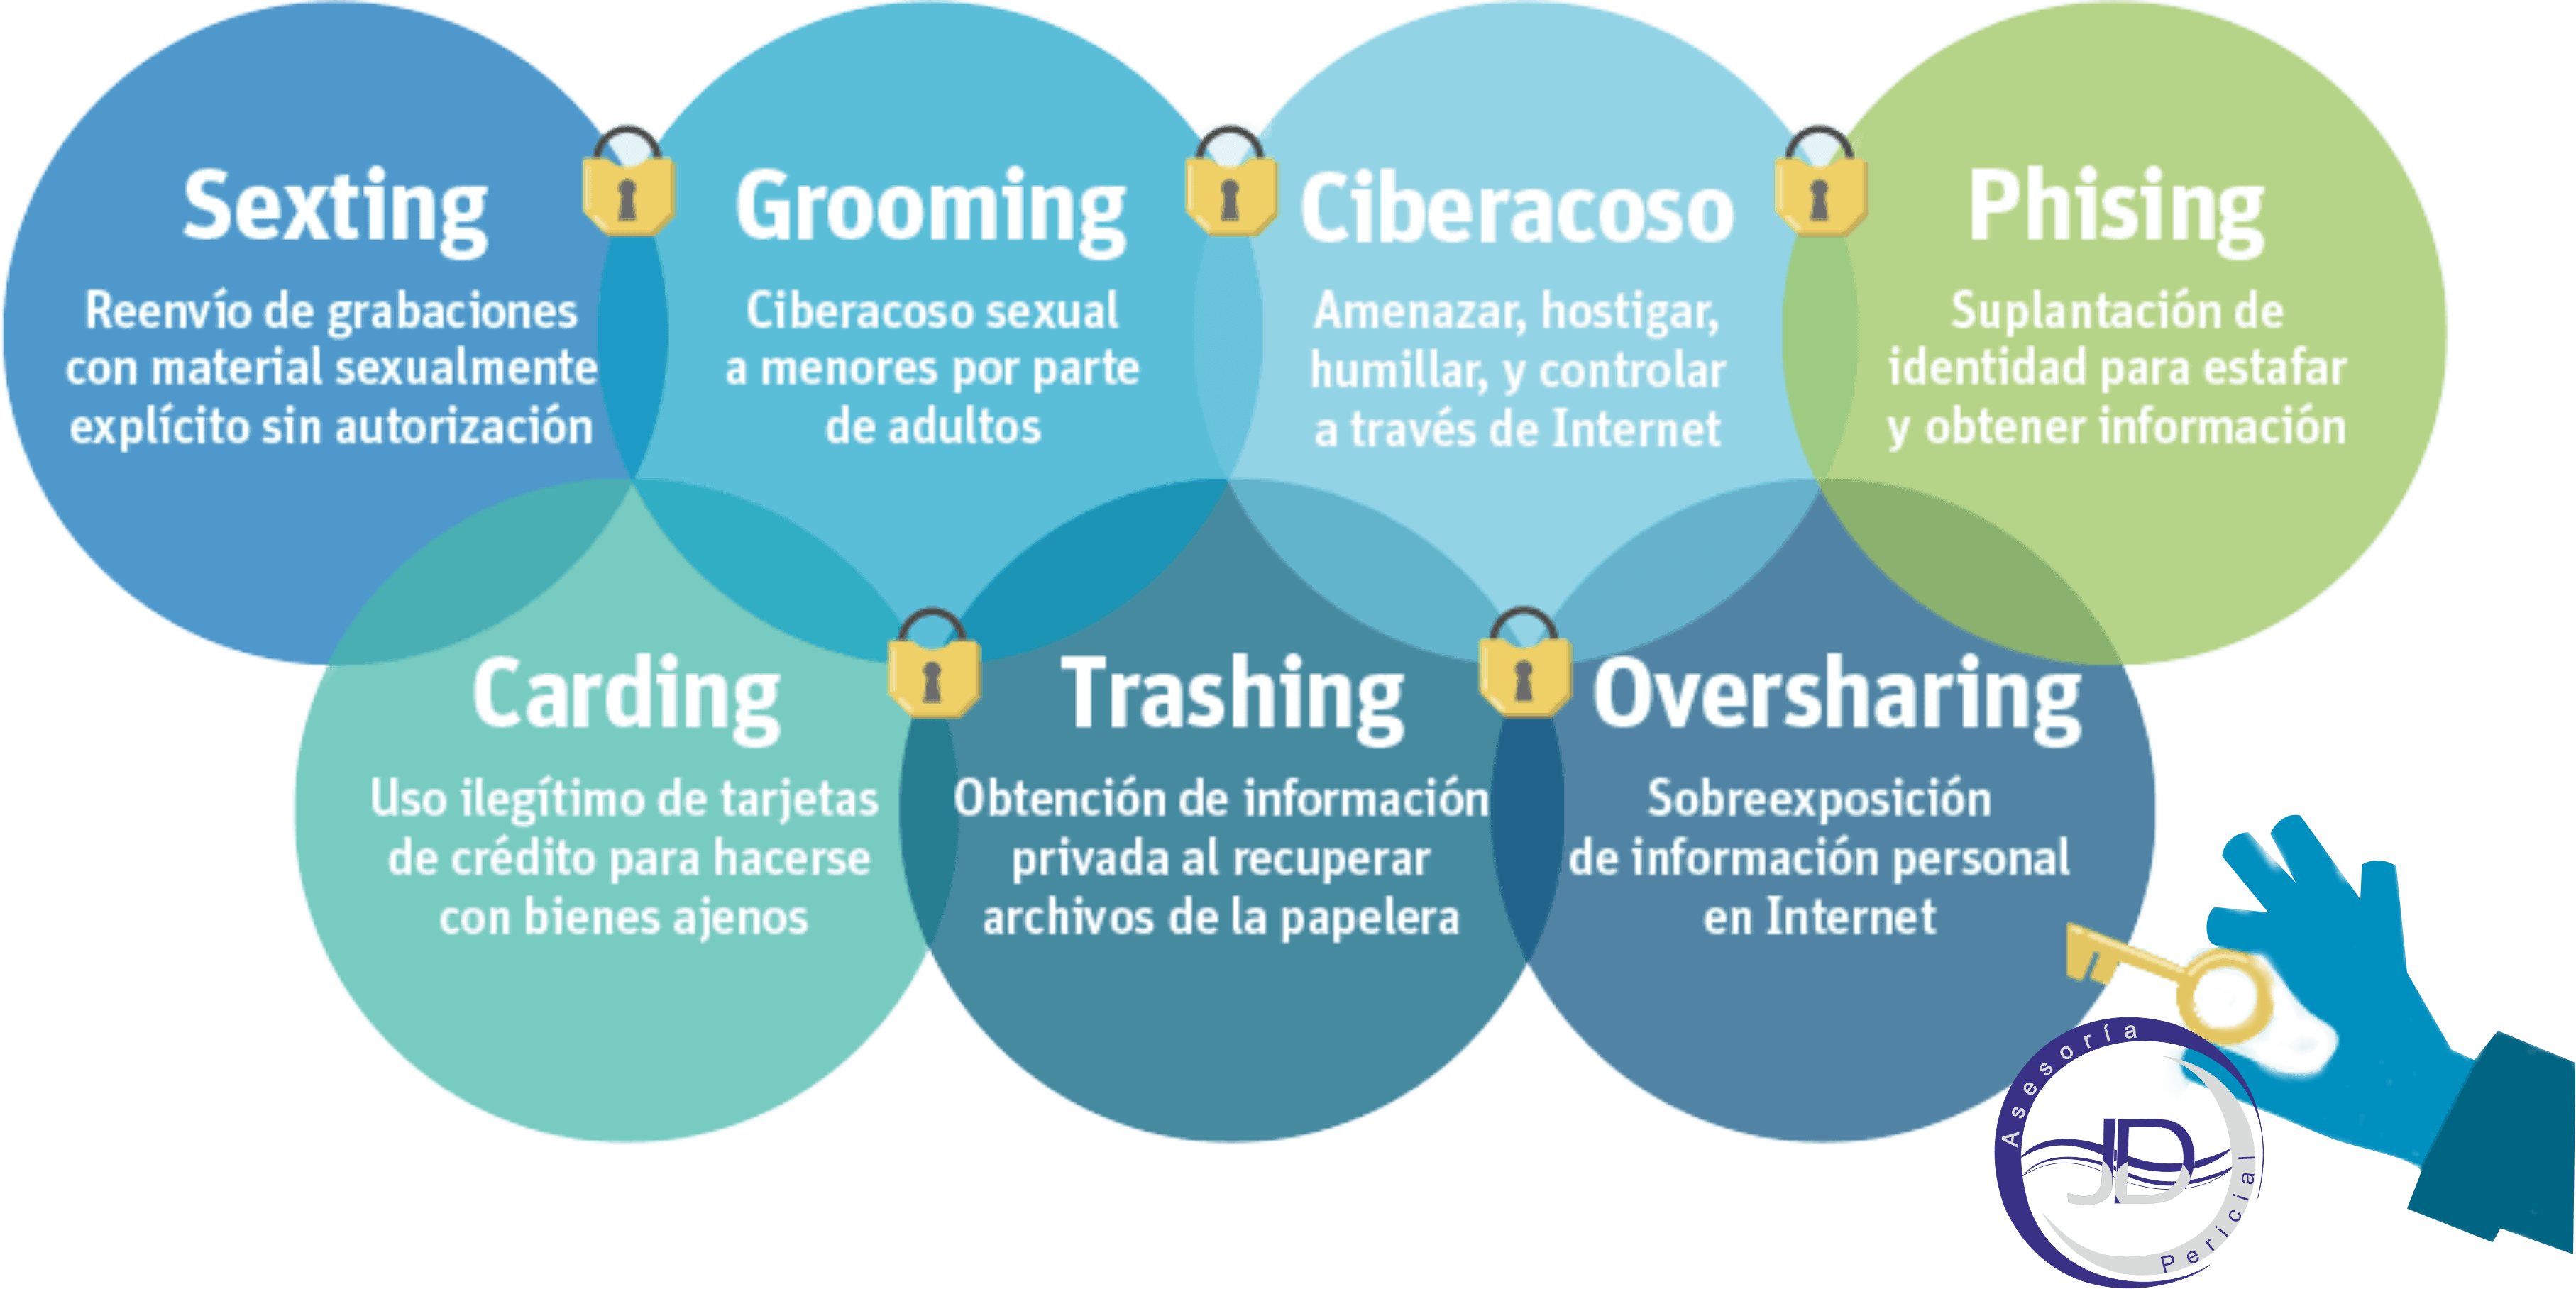 Sexting
Reenvío de grabaciones
con material sexualmente
explícito sin autorización
Grooming
Ciberacoso sexual
a menores por parte
de adultos
Ciberacoso
Amenazar, hostigar,
humillar, y controlar
a través de Internet
Phising
Suplantación de
identidad para estafar
y obtener información
Carding
Uso ilegítimo de tarjetas
de crédito para hacerse
con bienes ajenos
Trashing
Obtención de información
privada al recuperar
archivos de la papelera
Oversharing
Sobreexposición
de información personal
en Internet
Asesoría
JD
Pericial